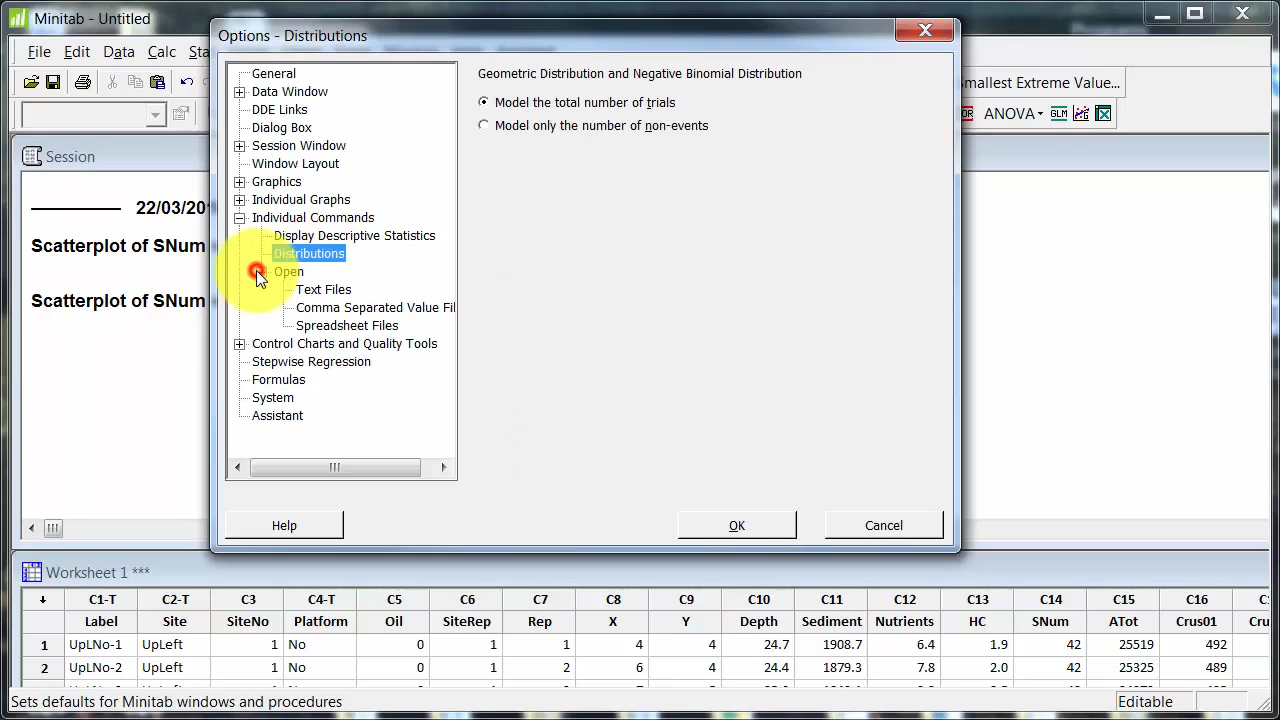 Minitab - Untitled
File Edit Data Calc Sta
Options - Distributions
Smallest Extreme Value...
ANOVA
GLM
General
Data Window
DDE Links
Dialog Box
Session Window
Window Layout
Graphics
Individual Graphs
Individual Commands
Display Descriptive Statistics
Distributions
Open
Text Files
Comma Separated Value Fil
Spreadsheet Files
Control Charts and Quality Tools
Stepwise Regression
Formulas
System
Assistant
Geometric Distribution and Negative Binomial Distribution
Model the total number of trials
Model only the number of non-events
Help OK Cancel
Session
22/03/20
Scatterplot of SNum
Scatterplot of SNum
Worksheet 1 ***
C1-T C2-T C3 C4-T C5 C6 C7 C8 C9 C10 C11 C12 C13 C14 C15 C16
Label Site SiteNo Platform Oil SiteRep Rep X Y Depth Sediment Nutrients HC SNum ATot Crus01 Cru
1 UpLNo-1 UpLeft 1 No 0 1 1 4 4 24.7 1908.7 6.4 1.9 42 25519 492
2 UpLNo-2 UpLeft 1 No 0 1 2 6 4 24.4 1879.3 7.8 2.0 42 25325 489
Sets defaults for Minitab windows and procedures
Editable